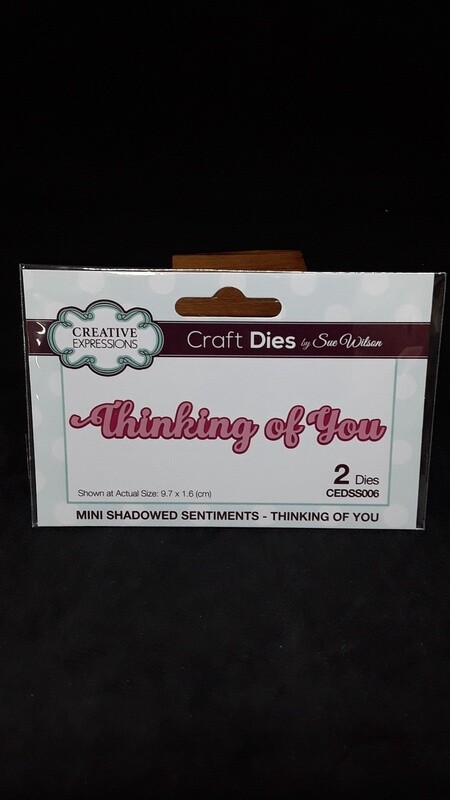 CREATIVE
EXPRESSIONS
Craft Dies by Sue Wilson
Thinking of You
2 Dies
Shown at Actual Size: 9.7 x 1.6 (cm)
CEDSS006
MINI SHADOWED SENTIMENTS - THINKING OF YOU